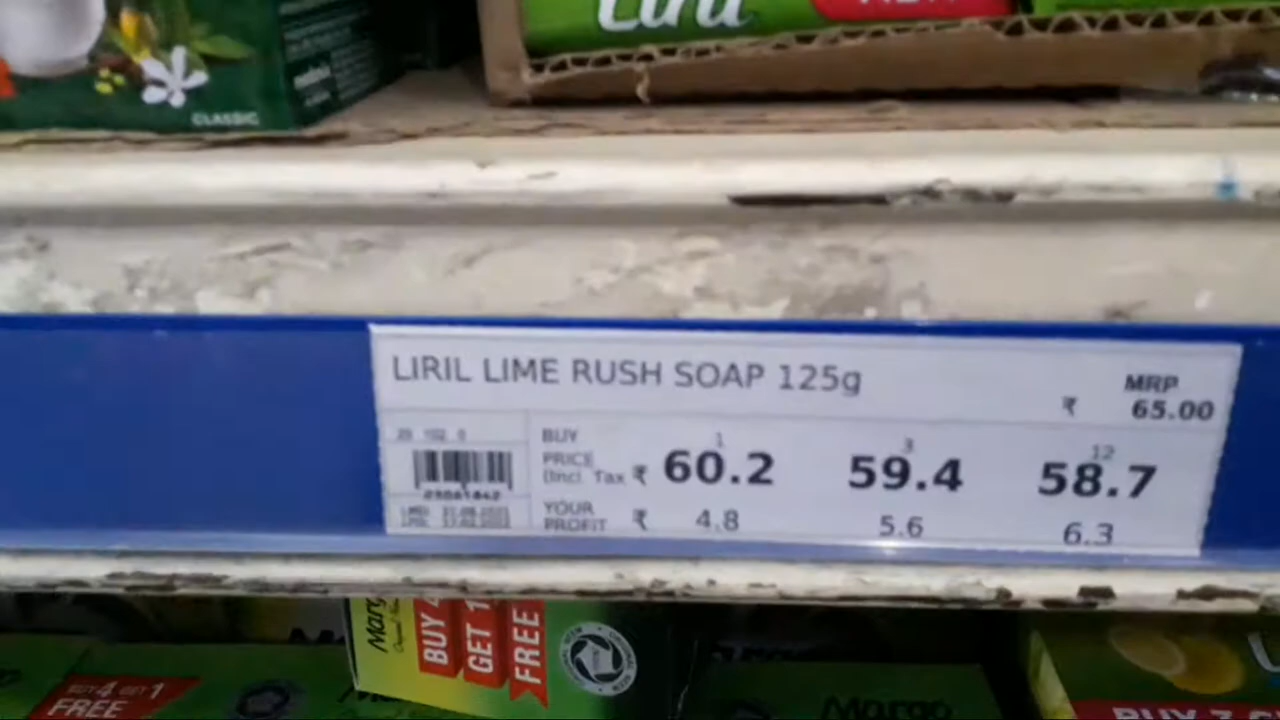 Liril
CLASSIC
LIRIL LIME RUSH SOAP 125g
MRP
₹ 65.00
1 3 12
BUY
PRICE
(Incl. Tax ₹ 60.2 59.4 58.7
YOUR
PROFIT ₹ 4.8 5.6 6.3
Margo
BUY 4
GET 1
FREE
BUY 4 GET 1
FREE
Margo